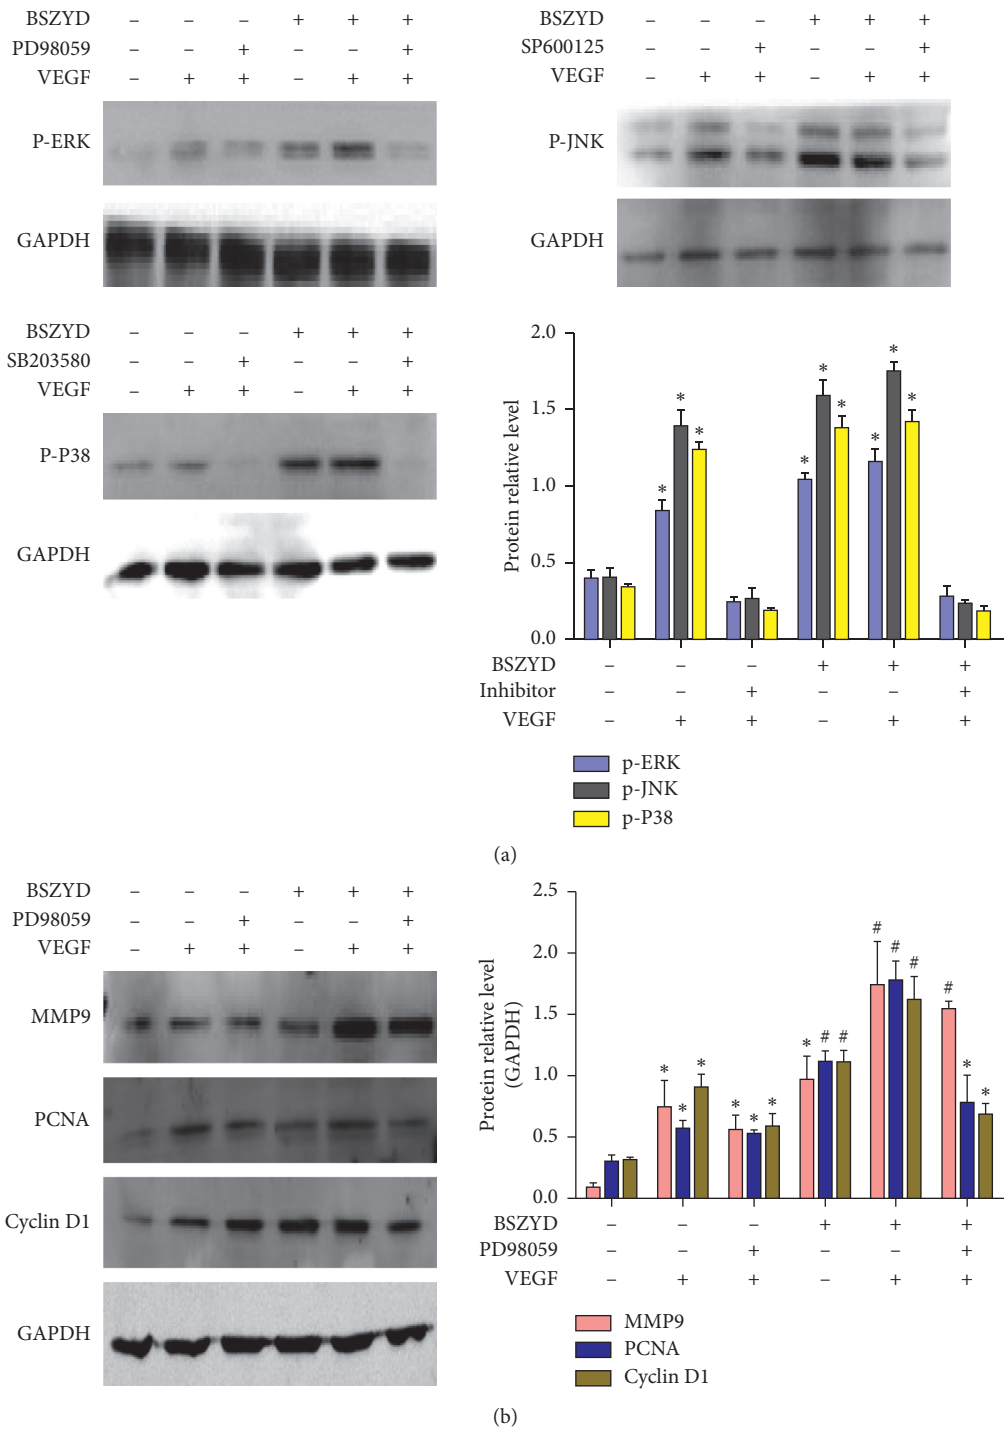 BSZYD – – – + + +
PD98059 – – + – – +
VEGF – + + – + +
P-ERK
GAPDH
BSZYD – – – + + +
SP600125 – – + – – +
VEGF – + + – + +
P-JNK
GAPDH
BSZYD – – – + + +
SB203580 – – + – – +
VEGF – + + – + +
P-P38
GAPDH
Protein relative level
2.0
1.5
1.0
0.5
0.0
* * *
* * *
* * *
BSZYD – – – + + +
Inhibitor – – + – – +
VEGF – + + – + +
p-ERK
p-JNK
p-P38
(a)
BSZYD – – – + + +
PD98059 – – + – – +
VEGF – + + – + +
MMP9
PCNA
Cyclin D1
GAPDH
Protein relative level
(GAPDH)
2.5
2.0
1.5
1.0
0.5
0.0
* * *
* * *
* # #
# # #
# * *
BSZYD – – – + + +
PD98059 – – + – – +
VEGF – + + – + +
MMP9
PCNA
Cyclin D1
(b)